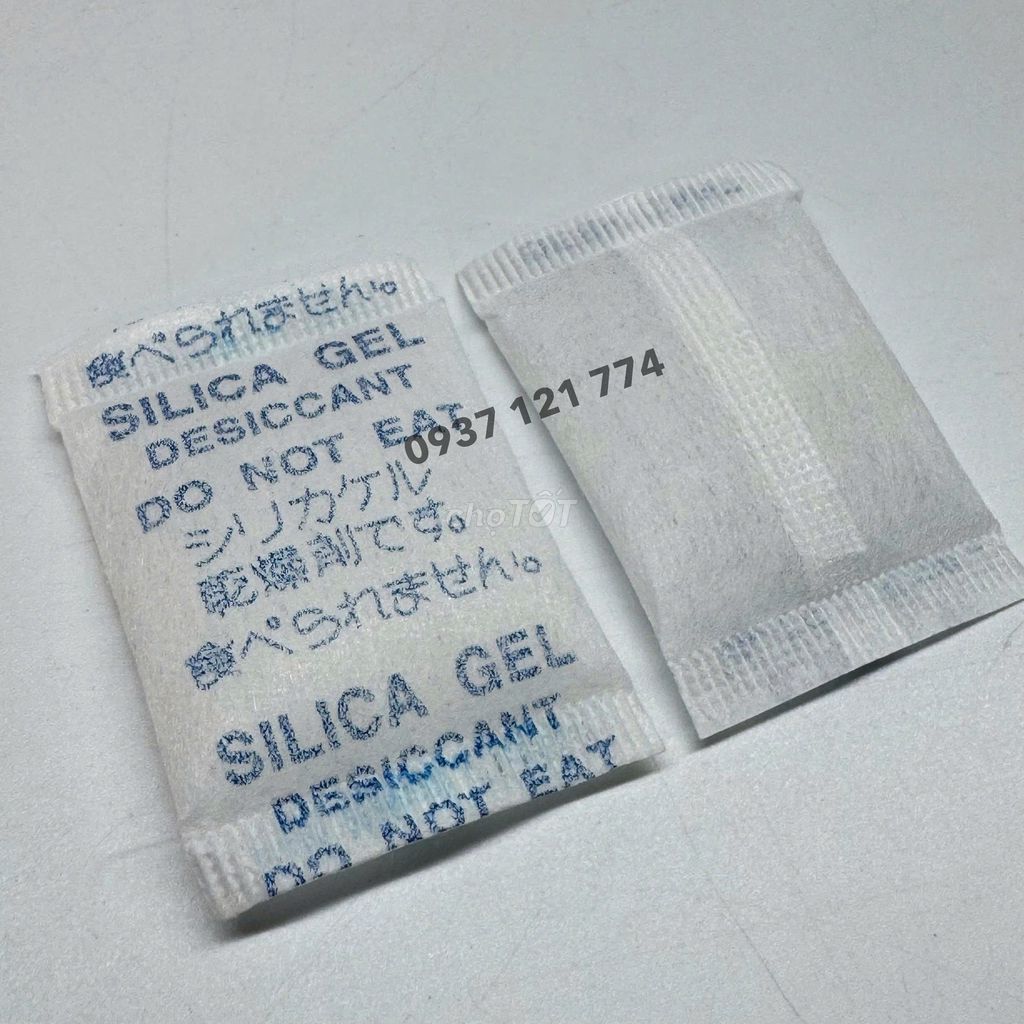 食べられません。
SILICA GEL
DESICCANT
DO NOT EAT
シリカゲル
乾燥剤です。
食べられません。
SILICA GEL
DESICCANT
DO NOT EAT
0937 121 774
chợTỐT